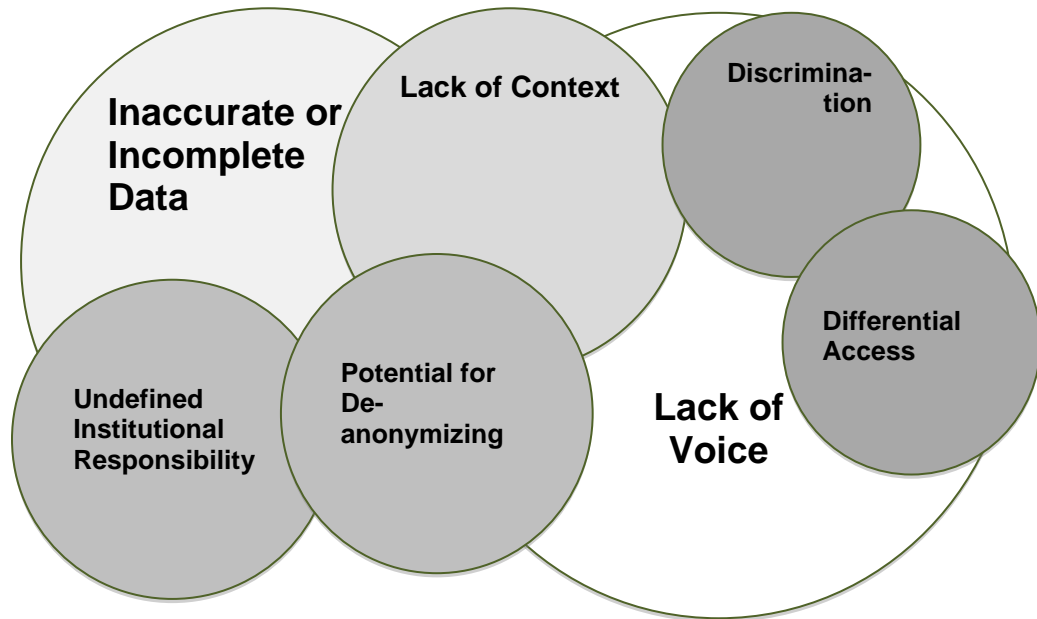 Inaccurate or
Incomplete
Data
Lack of Context
Discrimina-
tion
Differential
Access
Undefined
Institutional
Responsibility
Potential for
De-
anonymizing
Lack of
Voice